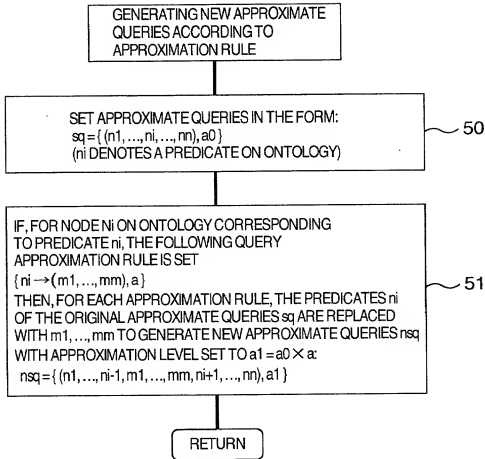 GENERATING NEW APPROXIMATE
QUERIES ACCORDING TO
APPROXIMATION RULE
SET APPROXIMATE QUERIES IN THE FORM:
sq={ (n1,...,ni,...,nn),a0}
(ni DENOTES A PREDICATE ON ONTOLOGY)
50
IF, FOR NODE Ni ON ONTOLOGY CORRESPONDING
TO PREDICATE ni, THE FOLLOWING QUERY
APPROXIMATION RULE IS SET
{ni→(m1,...,mm),a}
THEN, FOR EACH APPROXIMATION RULE, THE PREDICATES ni
OF THE ORIGINAL APPROXIMATE QUERIES sq ARE REPLACED
WITH m1,...,mm TO GENERATE NEW APPROXIMATE QUERIES nsq
WITH APPROXIMATION LEVEL SET TO a1=a0×a:
nsq={(n1,...,ni-1,m1,...,mm,ni+1,...,nn),a1}
51
RETURN